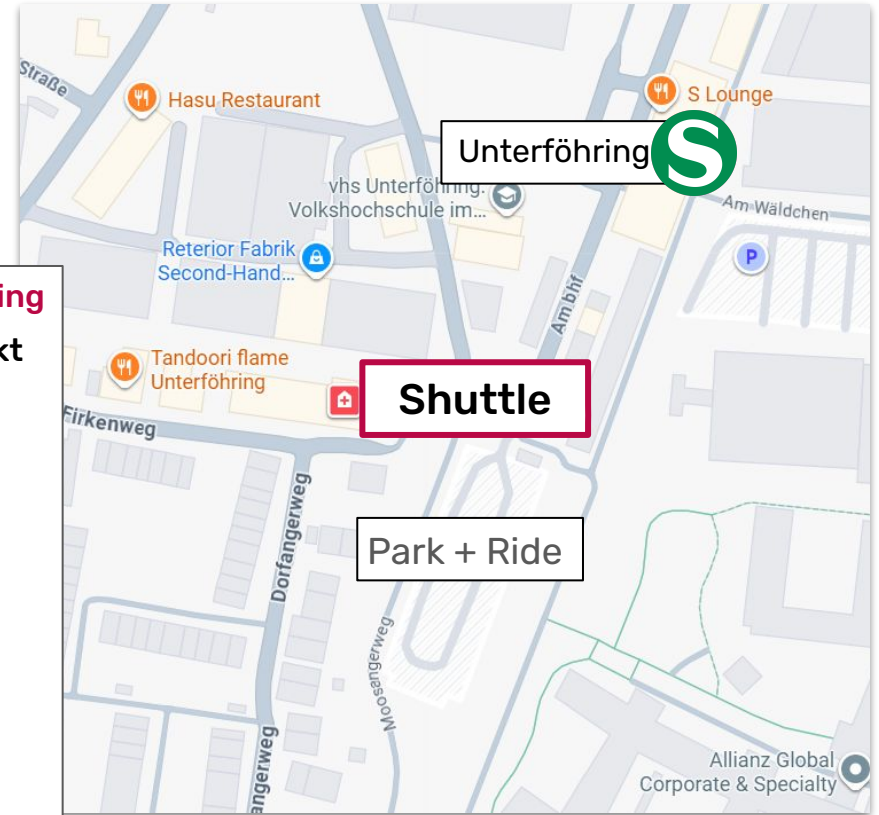 Straße
Hasu Restaurant
S Lounge
Unterföhring
S
vhs Unterföhring.
Volkshochschule im...
Am Wäldchen
P
Reterior Fabrik
Second-Hand...
Am bhf
ing
kt
Tandoori flame
Unterföhring
Shuttle
Firkenweg
Dorfangerweg
Park + Ride
Moosangerweg
angerweg
Allianz Global
Corporate & Specialty